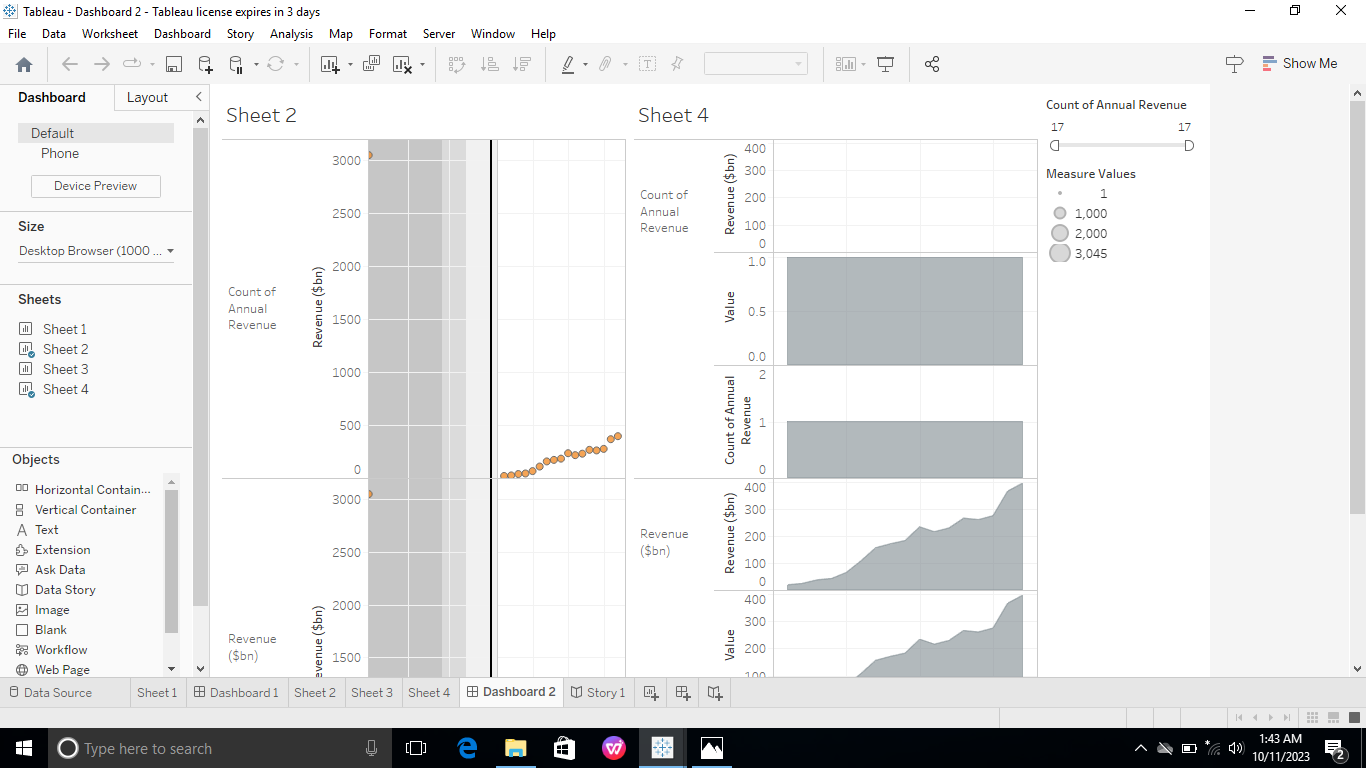 Tableau - Dashboard 2 - Tableau license expires in 3 days
File Data Worksheet Dashboard Story Analysis Map Format Server Window Help
Show Me
Dashboard Layout
Default
Phone
Device Preview
Size
Desktop Browser (1000 ...
Sheets
Sheet 1
Sheet 2
Sheet 3
Sheet 4
Objects
Horizontal Contain...
Vertical Container
Text
Extension
Ask Data
Data Story
Image
Blank
Workflow
Web Page
Sheet 2
Count of
Annual
Revenue
Revenue ($bn)
3000
2500
2000
1500
1000
500
0
Revenue
($bn)
evenue ($bn)
3000
2500
2000
1500
Sheet 4
Count of
Annual
Revenue
Revenue ($bn)
400
300
200
100
0
Value
1.0
0.5
0.0
Count of Annual
Revenue
2
1
0
Revenue
($bn)
Revenue ($bn)
400
300
200
100
0
Value
400
300
200
100
Count of Annual Revenue
17 17
Measure Values
1
1,000
2,000
3,045
Data Source Sheet 1 Dashboard 1 Sheet 2 Sheet 3 Sheet 4 Dashboard 2 Story 1
Type here to search
1:43 AM
10/11/2023
2